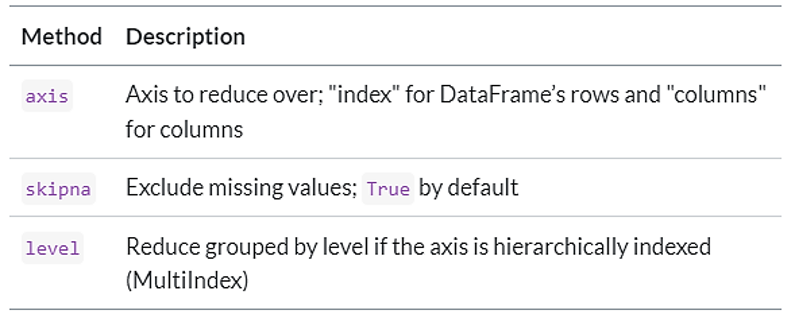 Method Description
axis Axis to reduce over; "index" for DataFrame’s rows and "columns"
for columns
skipna Exclude missing values; True by default
level Reduce grouped by level if the axis is hierarchically indexed
(MultiIndex)